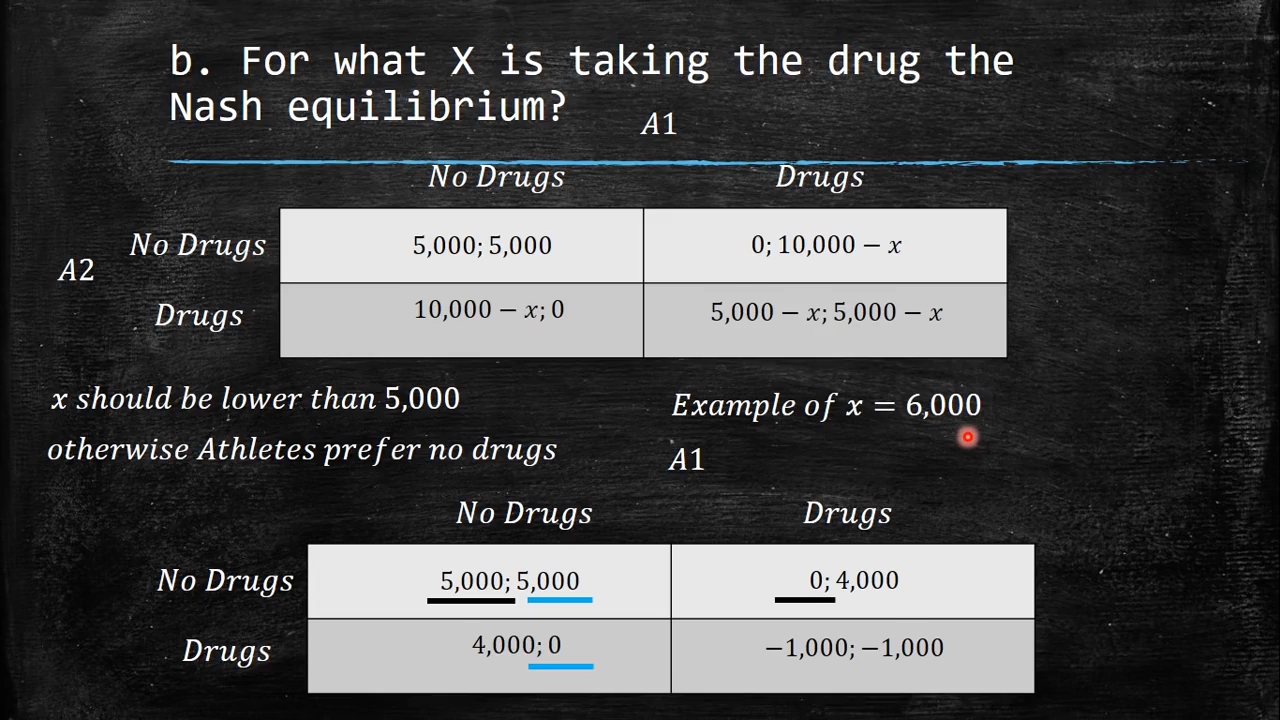 b. For what X is taking the drug the
Nash equilibrium?
A1
No Drugs Drugs
No Drugs 5,000; 5,000 0; 10,000 − x
A2
Drugs 10,000 − x; 0 5,000 − x; 5,000 − x
x should be lower than 5,000
otherwise Athletes prefer no drugs
Example of x = 6,000
A1
No Drugs Drugs
No Drugs 5,000; 5,000 0; 4,000
Drugs 4,000; 0 −1,000; −1,000